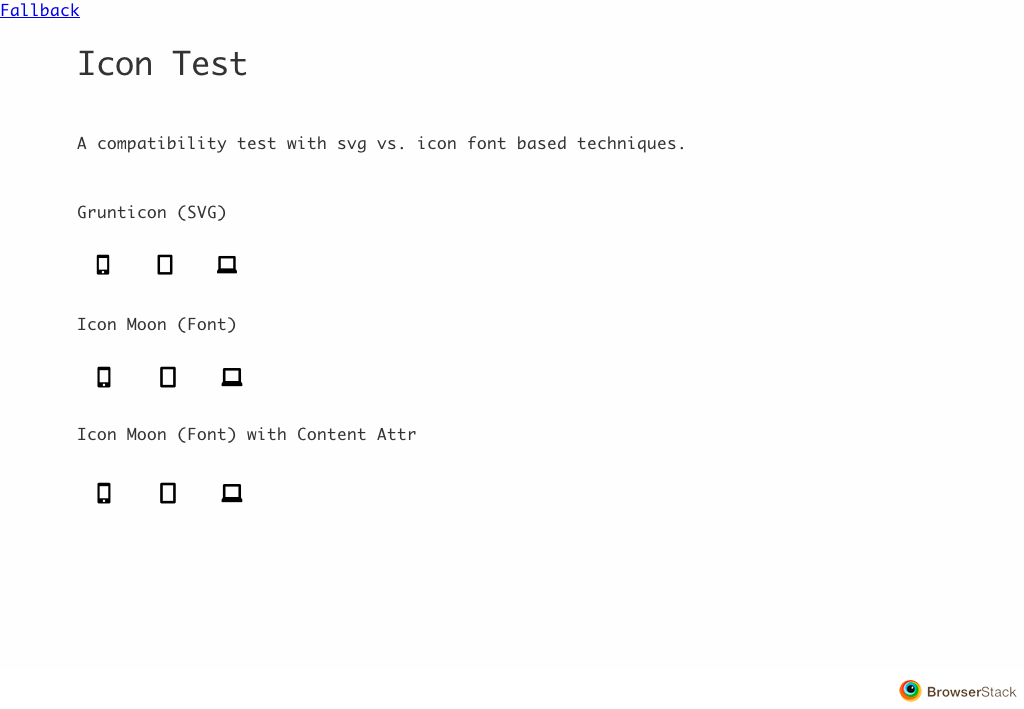 Fallback
Icon Test
A compatibility test with svg vs. icon font based techniques.
Grunticon (SVG)
Icon Moon (Font)
Icon Moon (Font) with Content Attr
BrowserStack